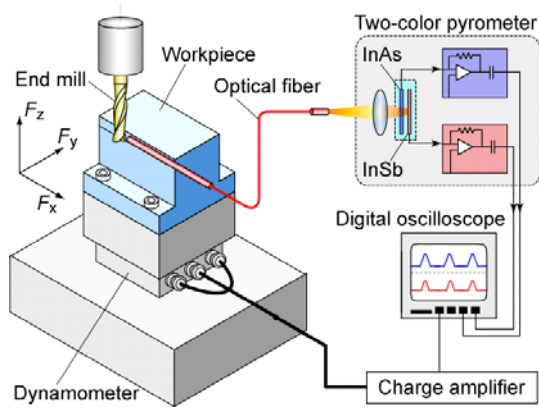 Two-color pyrometer
End mill
Workpiece
InAs
Optical fiber
Fz
Fy
InSb
Fx
Digital oscilloscope
Dynamometer
Charge amplifier